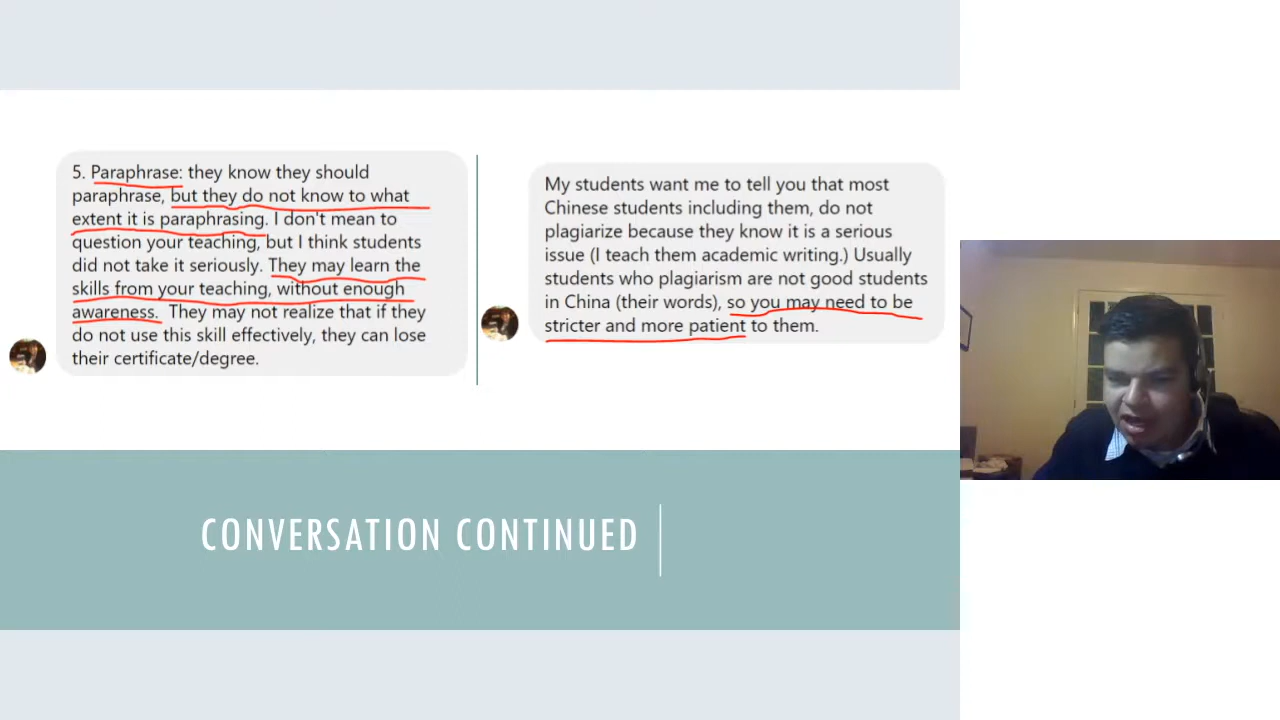 5. Paraphrase: they know they should
paraphrase, but they do not know to what
extent it is paraphrasing. I don't mean to
question your teaching, but I think students
did not take it seriously. They may learn the
skills from your teaching, without enough
awareness. They may not realize that if they
do not use this skill effectively, they can lose
their certificate/degree.
My students want me to tell you that most
Chinese students including them, do not
plagiarize because they know it is a serious
issue (I teach them academic writing.) Usually
students who plagiarism are not good students
in China (their words), so you may need to be
stricter and more patient to them.
CONVERSATION CONTINUED